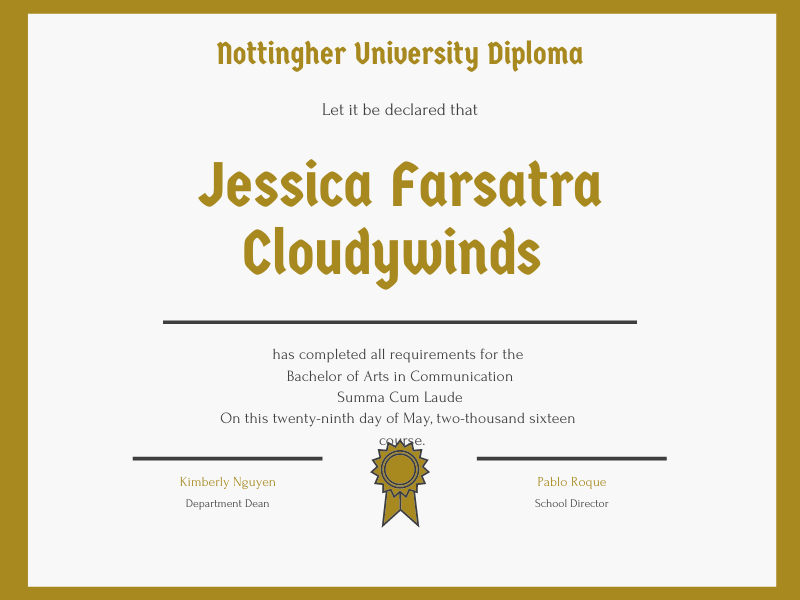 Nottingher University Diploma
Let it be declared that
Jessica Farsatra
Cloudywinds
has completed all requirements for the
Bachelor of Arts in Communication
Summa Cum Laude
On this twenty-ninth day of May, two-thousand sixteen
course.
Kimberly Nguyen
Department Dean
Pablo Roque
School Director